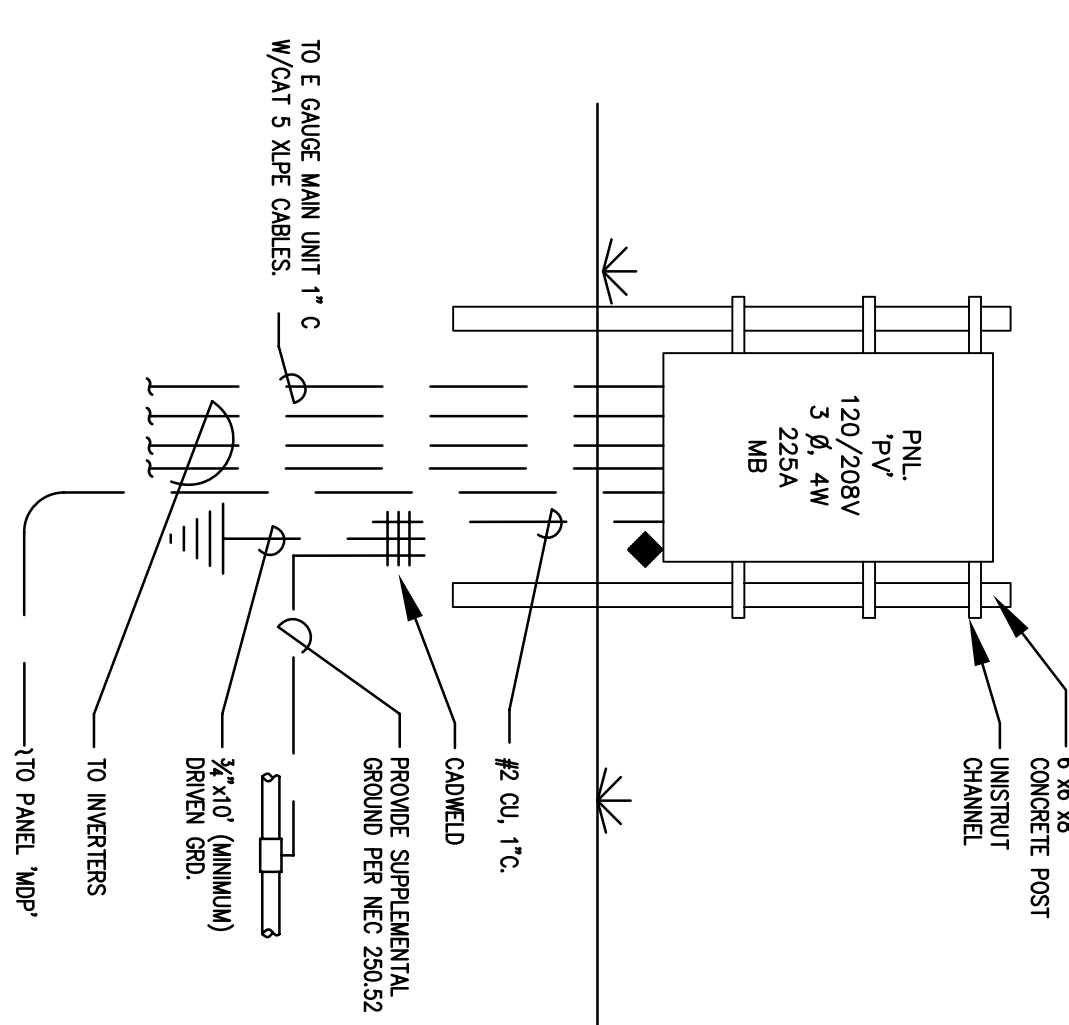 TO E GAUGE MAIN UNIT 1" C
W/CAT 5 XLPE CABLES.
PNL.
'PV'
120/208V
3 Ø, 4W
225A
MB
CONCRETE POST
UNISTRUT
CHANNEL
#2 CU, 1"C.
CADWELD
PROVIDE SUPPLEMENTAL
GROUND PER NEC 250.52
¾"x10' (MINIMUM)
DRIVEN GRD.
TO INVERTERS
TO PANEL 'MDP'